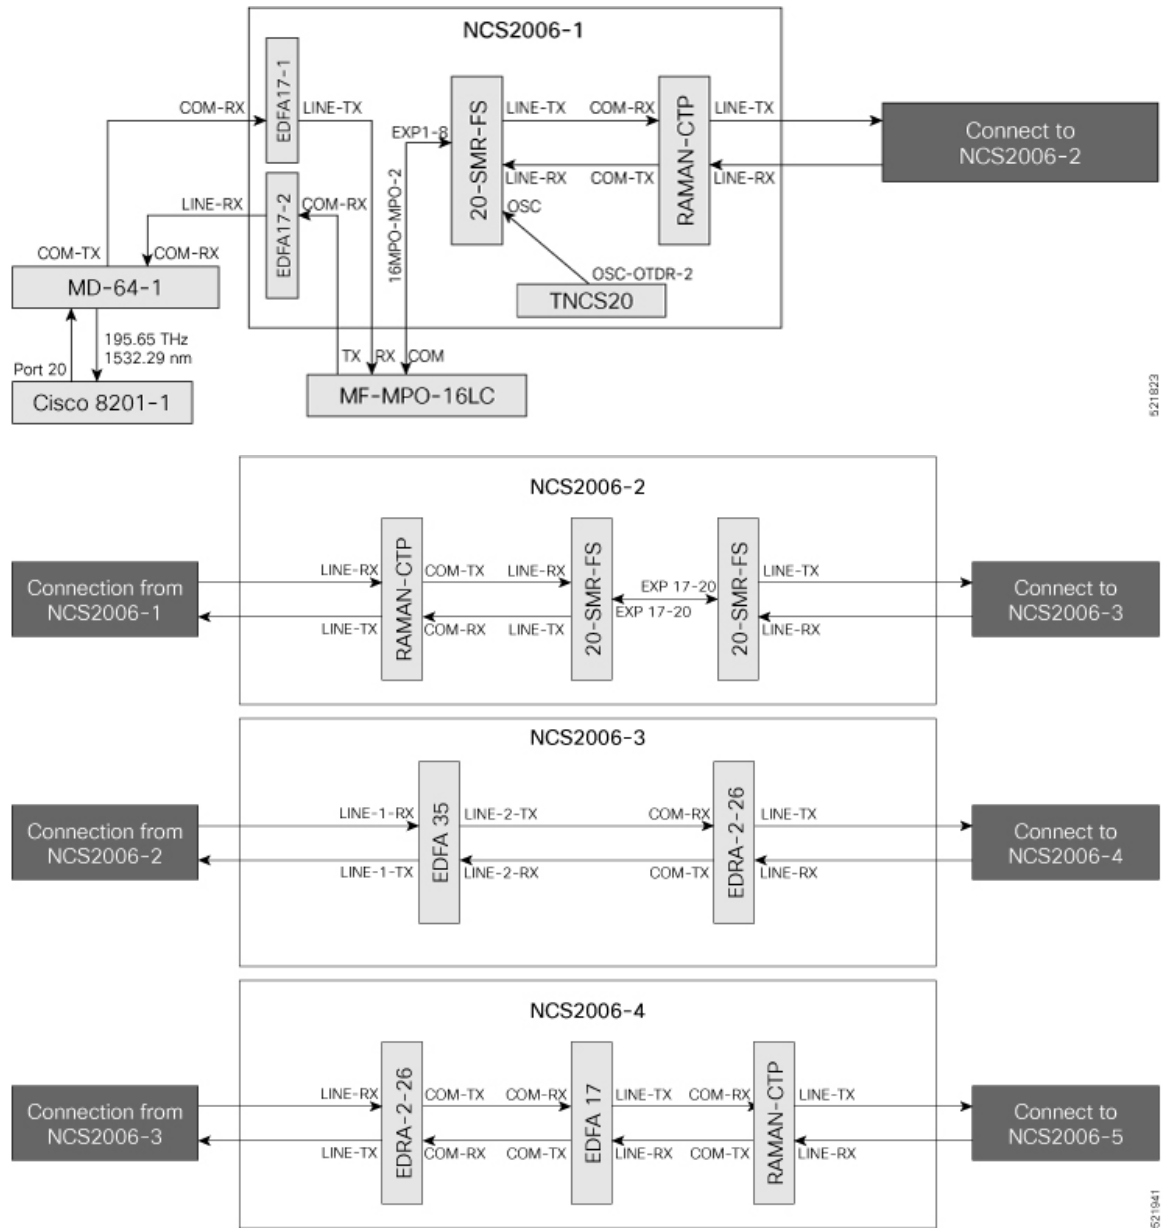 NCS2006-1
EDFA17-1
COM-RX
LINE-TX
EXP1-8
20-SMR-FS
LINE-TX
COM-RX
RAMAN-CTP
LINE-TX
Connect to
NCS2006-2
LINE-RX
COM-TX
LINE-RX
EDFA17-2
LINE-RX
COM-RX
16MPO-MPO-2
OSC
COM-TX
COM-RX
MD-64-1
OSC-OTDR-2
TNCS20
195.65 THz
1532.29 nm
Port 20
Cisco 8201-1
TX
RX
COM
MF-MPO-16LC
521823
NCS2006-2
Connection from
NCS2006-1
LINE-RX
RAMAN-CTP
COM-TX
LINE-RX
20-SMR-FS
EXP 17-20
EXP 17-20
20-SMR-FS
LINE-TX
Connect to
NCS2006-3
LINE-TX
COM-RX
LINE-TX
LINE-RX
NCS2006-3
Connection from
NCS2006-2
LINE-1-RX
EDFA 35
LINE-2-TX
COM-RX
EDRA-2-26
LINE-TX
Connect to
NCS2006-4
LINE-1-TX
LINE-2-RX
COM-TX
LINE-RX
NCS2006-4
Connection from
NCS2006-3
LINE-RX
EDRA-2-26
COM-TX
COM-RX
EDFA 17
LINE-TX
COM-RX
RAMAN-CTP
LINE-TX
Connect to
NCS2006-5
LINE-TX
COM-RX
COM-TX
LINE-RX
COM-TX
LINE-RX
521941